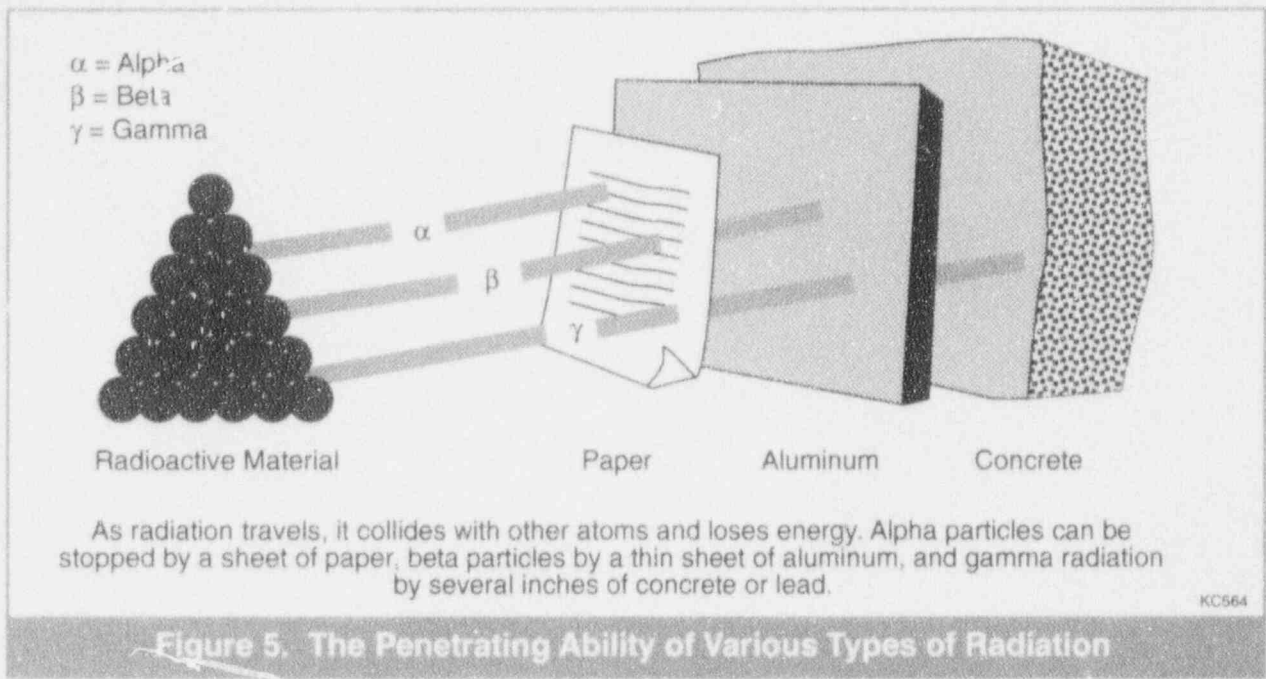 α = Alpha
β = Beta
γ = Gamma
α
β
γ
Radioactive Material
Paper
Aluminum
Concrete
As radiation travels, it collides with other atoms and loses energy. Alpha particles can be
stopped by a sheet of paper, beta particles by a thin sheet of aluminum, and gamma radiation
by several inches of concrete or lead.
KC564
Figure 5. The Penetrating Ability of Various Types of Radiation